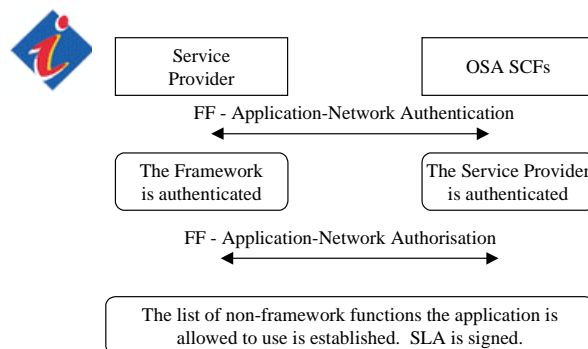 i
Service
Provider
OSA SCFs
FF - Application-Network Authentication
The Framework
is authenticated
The Service Provider
is authenticated
FF - Application-Network Authorisation
The list of non-framework functions the application is
allowed to use is established. SLA is signed.